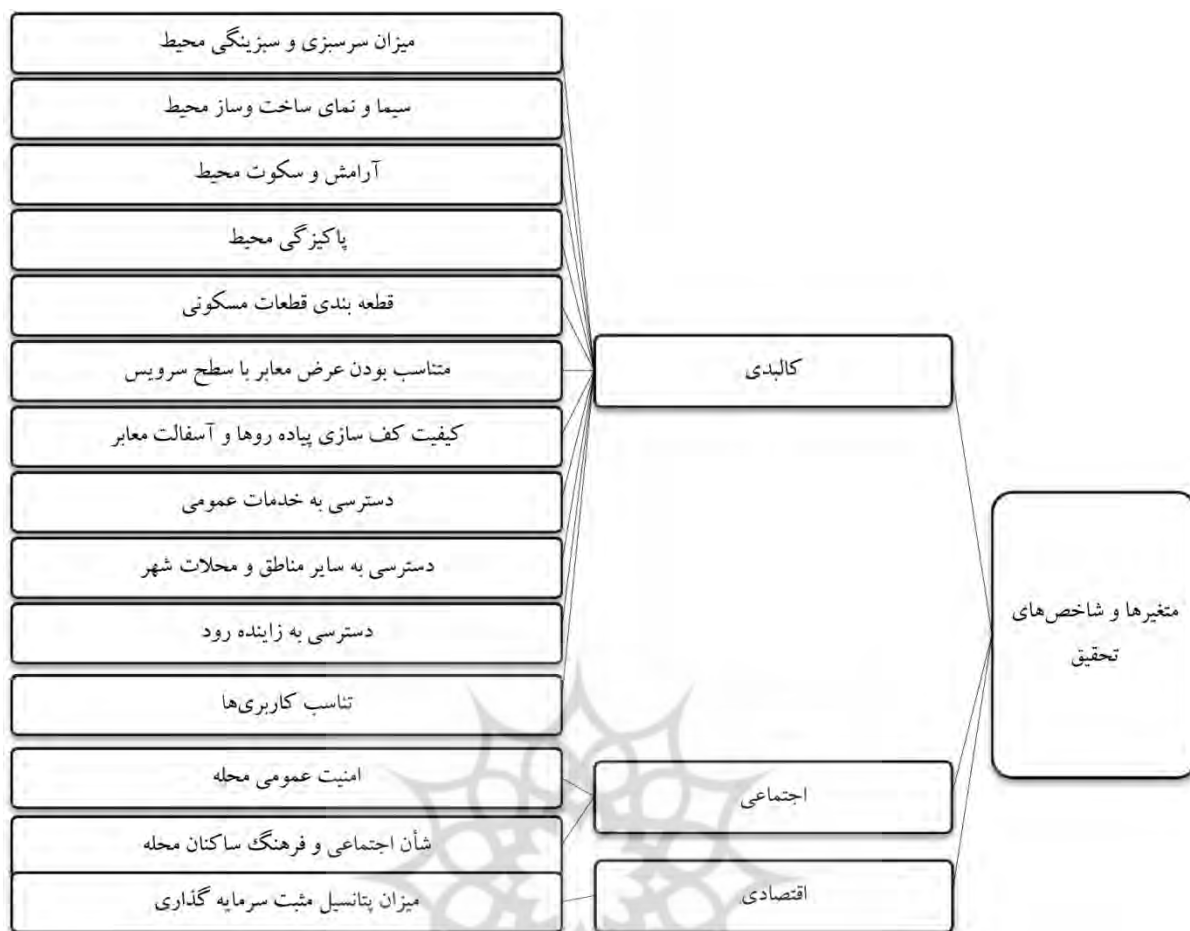 متغیرها و شاخص‌های
تحقیق
کالبدی
میزان سرسبزی و سبزینگی محیط
سیما و نمای ساخت وساز محیط
آرامش و سکوت محیط
پاکیزگی محیط
قطعه بندی قطعات مسکونی
متناسب بودن عرض معابر با سطح سرویس
کیفیت کف سازی پیاده روها و آسفالت معابر
دسترسی به خدمات عمومی
دسترسی به سایر مناطق و محلات شهر
دسترسی به زاینده رود
تناسب کاربری‌ها
اجتماعی
امنیت عمومی محله
شأن اجتماعی و فرهنگ ساکنان محله
اقتصادی
میزان پتانسیل مثبت سرمایه گذاری